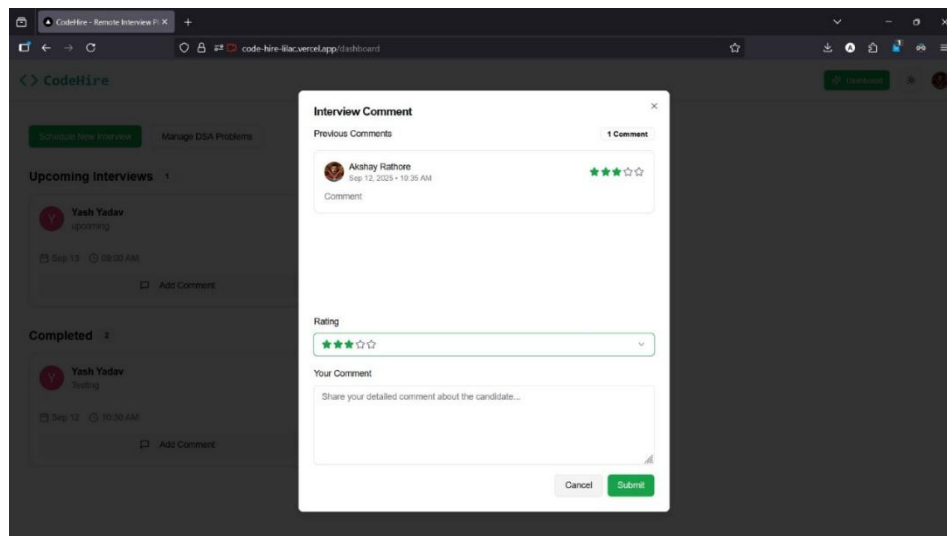 CodeHire - Remote Interview Pl
code-hire-lilac.vercel.app/dashboard
<> CodeHire
Dashboard
Schedule New Interview
Manage DSA Problems
Upcoming Interviews 1
Y
Yash Yadav
upcoming
Sep 13
09:00 AM
Add Comment
Completed 2
Y
Yash Yadav
Testing
Sep 12
10:50 AM
Add Comment
Interview Comment
Previous Comments
1 Comment
Akshay Rathore
Sep 12, 2025 • 10:35 AM
Comment
Rating
Your Comment
Share your detailed comment about the candidate...
Cancel
Submit